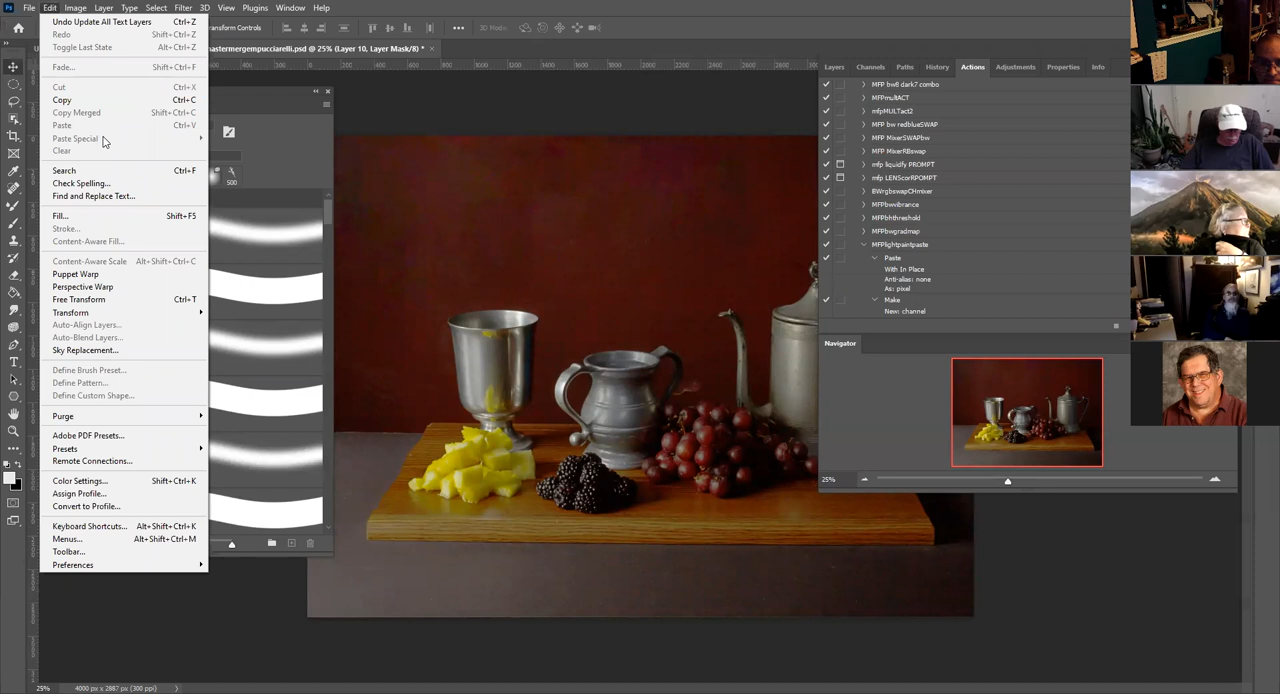 Ps File Edit Image Layer Type Select Filter 3D View Plugins Window Help
ransform Controls
3D Mode:
nastermergempucciarelli.psd @ 25% (Layer 10, Layer Mask/8) *
Undo Update All Text Layers Ctrl+Z
Redo Shift+Ctrl+Z
Toggle Last State Alt+Ctrl+Z
Fade... Shift+Ctrl+F
Cut Ctrl+X
Copy Ctrl+C
Copy Merged Shift+Ctrl+C
Paste Ctrl+V
Paste Special
Clear
Search Ctrl+F
Check Spelling...
Find and Replace Text...
Fill... Shift+F5
Stroke...
Content-Aware Fill...
Content-Aware Scale Alt+Shift+Ctrl+C
Puppet Warp
Perspective Warp
Free Transform Ctrl+T
Transform
Auto-Align Layers...
Auto-Blend Layers...
Sky Replacement...
Define Brush Preset...
Define Pattern...
Define Custom Shape...
Purge
Adobe PDF Presets...
Presets
Remote Connections...
Color Settings... Shift+Ctrl+K
Assign Profile...
Convert to Profile...
Keyboard Shortcuts... Alt+Shift+Ctrl+K
Menus... Alt+Shift+Ctrl+M
Toolbar...
Preferences
500
Layers Channels Paths History Actions Adjustments Properties Info
MFP bw8 dark7 combo
MFPmultACT
mfpMULTact2
MFP bw redblueSWAP
MFP MixerSWAPbw
MFP MixerRBswap
mfp liquidfy PROMPT
mfp LENScorRPOMPT
BWrgbswapCHmixer
MFPbwvibrance
MFPbhthreshold
MFPbwgradmap
MFPlightpaintpaste
Paste
With In Place
Anti-alias: none
As: pixel
Make
New: channel
Navigator
25%
25% 4000 px x 2887 px (300 ppi)